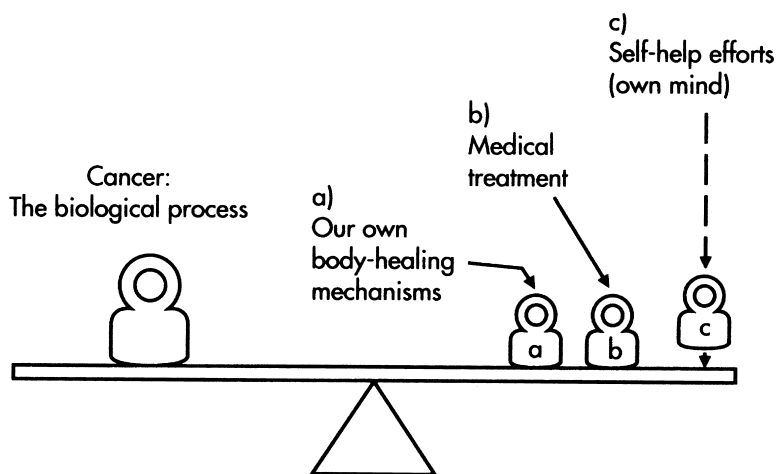 c)
Self-help efforts
(own mind)
b)
Medical
treatment
Cancer:
The biological process
a)
Our own
body-healing
mechanisms
a
b
c